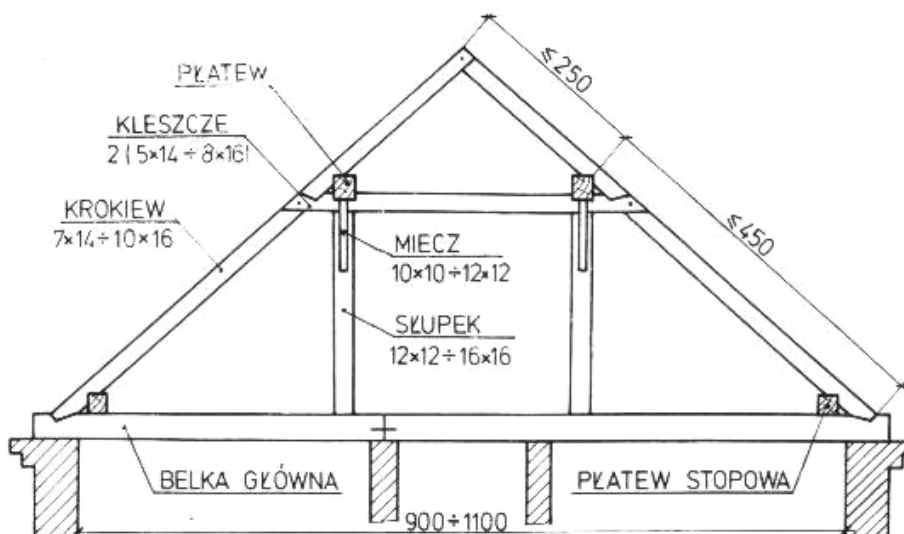 PŁATEW
KLESZCZE
2(5×14÷8×16)
KROKIEW
7×14÷10×16
≤250
≤450
MIECZ
10×10÷12×12
SŁUPEK
12×12÷16×16
BELKA GŁÓWNA
PŁATEW STOPOWA
900÷1100